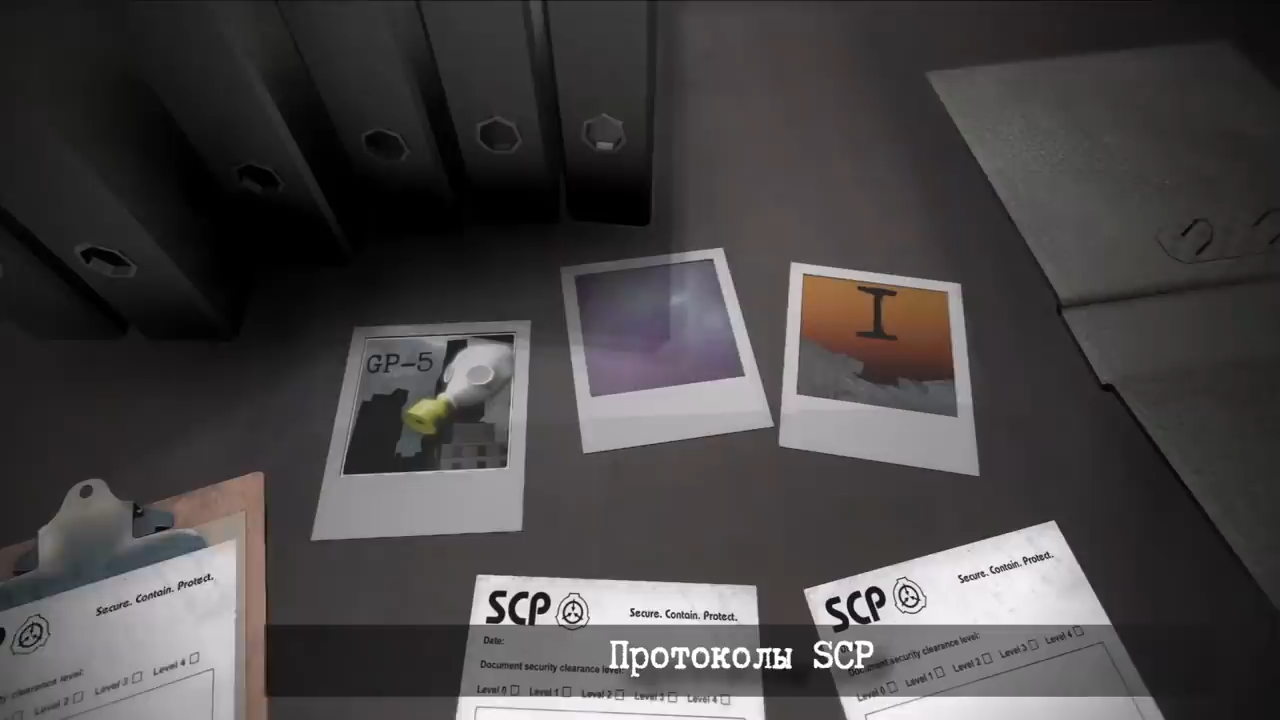 GP-5
I
Secure. Contain. Protect.
clearance level:
Level 2 Level 3 Level 4
SCP
Secure. Contain. Protect.
Date:
Document security clearance level:
Level 0 Level 1 Level 2 Level 3 Level 4
SCP
Secure. Contain. Protect.
Document security clearance level:
Level 0 Level 1 Level 2 Level 3 Level 4
Протоколы SCP